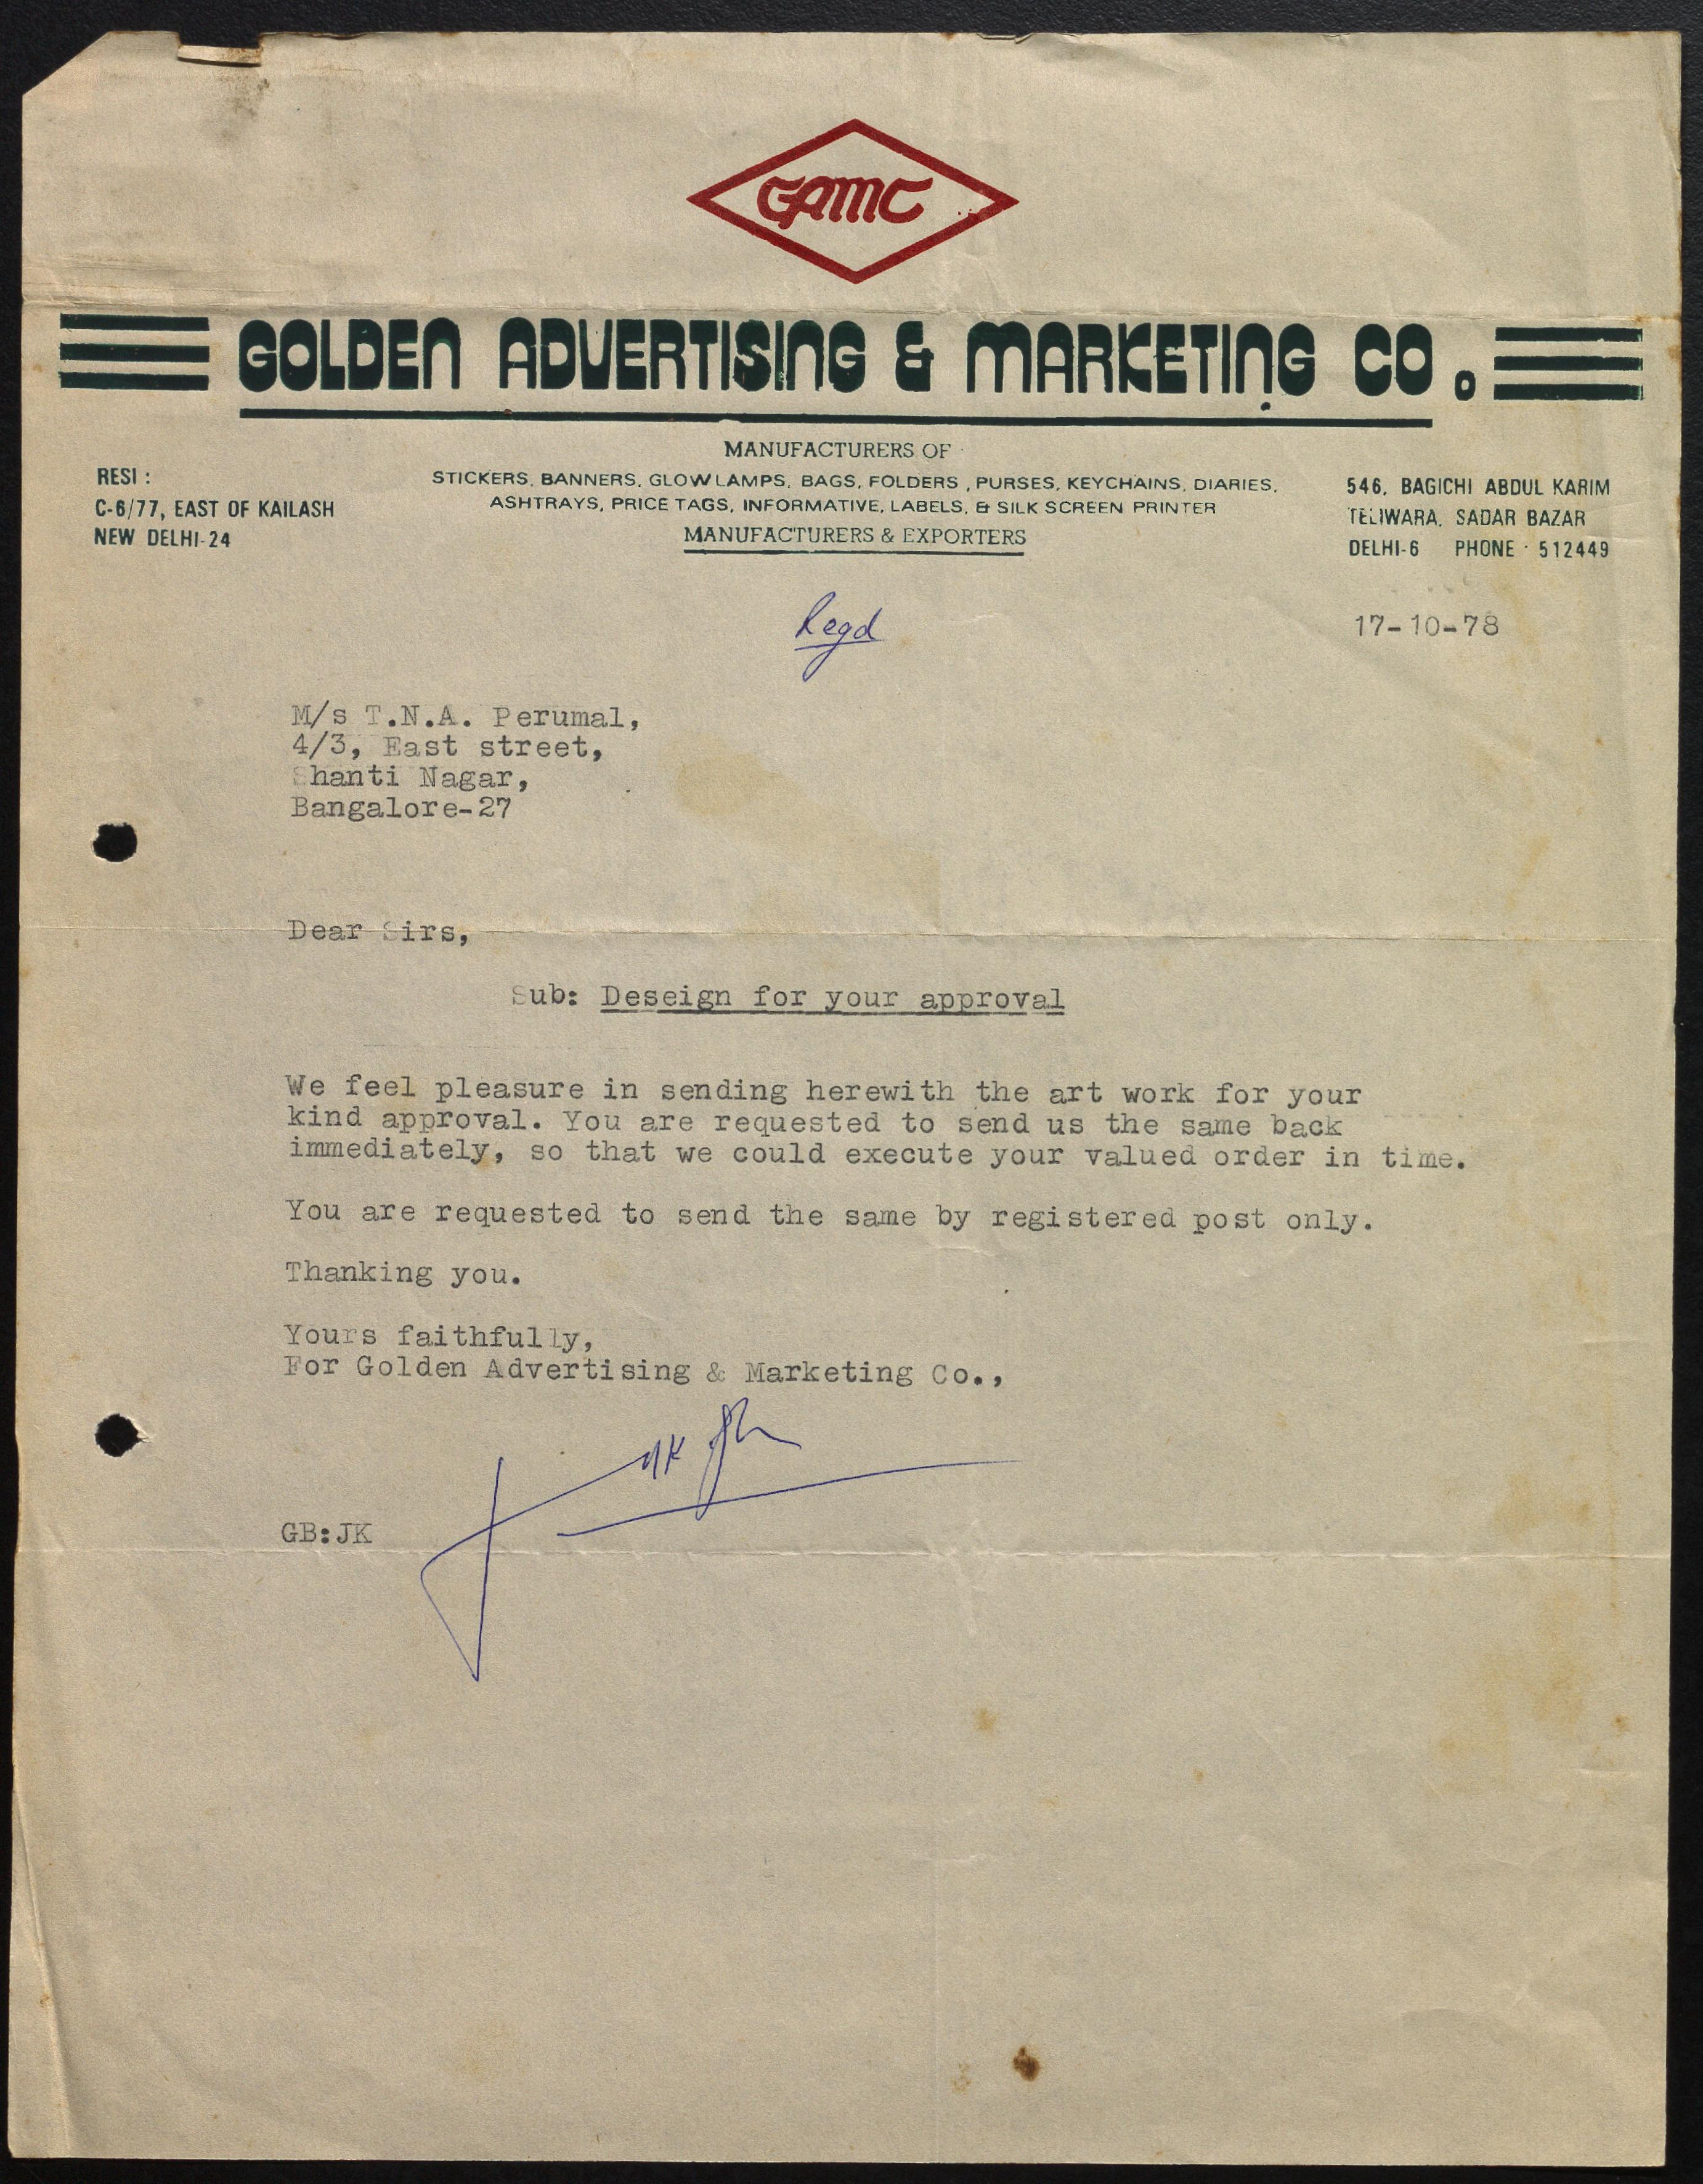 GAMC
GOLDEN ADVERTISING & MARKETING CO.
MANUFACTURERS OF
STICKERS, BANNERS, GLOW LAMPS, BAGS, FOLDERS, PURSES, KEYCHAINS, DIARIES,
ASHTRAYS, PRICE TAGS, INFORMATIVE, LABELS, & SILK SCREEN PRINTER
MANUFACTURERS & EXPORTERS
RESI :
C-6/77, EAST OF KAILASH
NEW DELHI-24
546, BAGICHI ABDUL KARIM
TELIWARA, SADAR BAZAR
DELHI-6 PHONE : 512449
Regd
17-10-78
M/s T.N.A. Perumal,
4/3, East street,
Shanti Nagar,
Bangalore-27
Dear Sirs,
Sub: Deseign for your approval
We feel pleasure in sending herewith the art work for your
kind approval. You are requested to send us the same back
immediately, so that we could execute your valued order in time.
You are requested to send the same by registered post only.
Thanking you.
Yours faithfully,
For Golden Advertising & Marketing Co.,
GB:JK